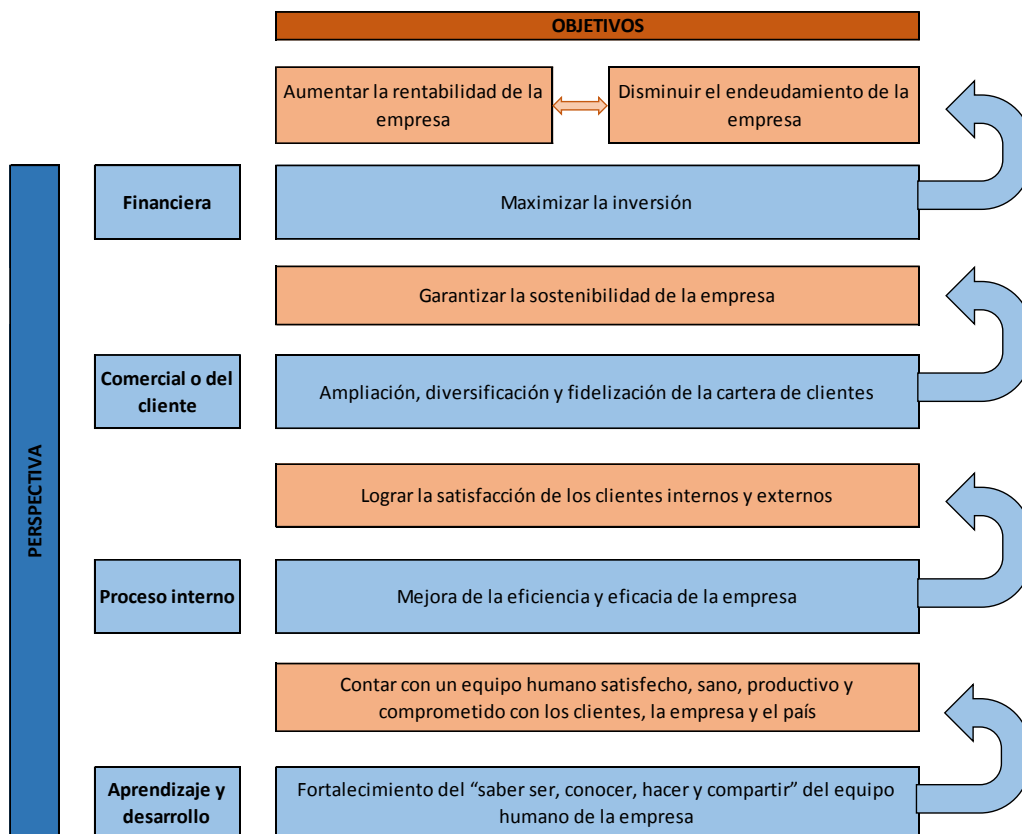 OBJETIVOS
Aumentar la rentabilidad de la
empresa
Disminuir el endeudamiento de la
empresa
PERSPECTIVA
Financiera
Maximizar la inversión
Garantizar la sostenibilidad de la empresa
Comercial o del
cliente
Ampliación, diversificación y fidelización de la cartera de clientes
Lograr la satisfacción de los clientes internos y externos
Proceso interno
Mejora de la eficiencia y eficacia de la empresa
Contar con un equipo humano satisfecho, sano, productivo y
comprometido con los clientes, la empresa y el país
Aprendizaje y
desarrollo
Fortalecimiento del “saber ser, conocer, hacer y compartir” del equipo
humano de la empresa